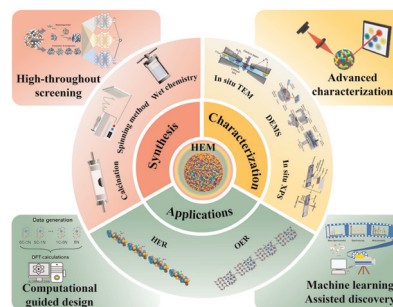 High-throughout
screening
Advanced
characterization
Wet chemistry
Spinning method
Calcination
In situ TEM
DEMS
In situ XPS
Synthesis
Characterization
HEM
Applications
HER
OER
Data generation
DFT calculations
Computational
guided design
Machine learning
Assisted discovery